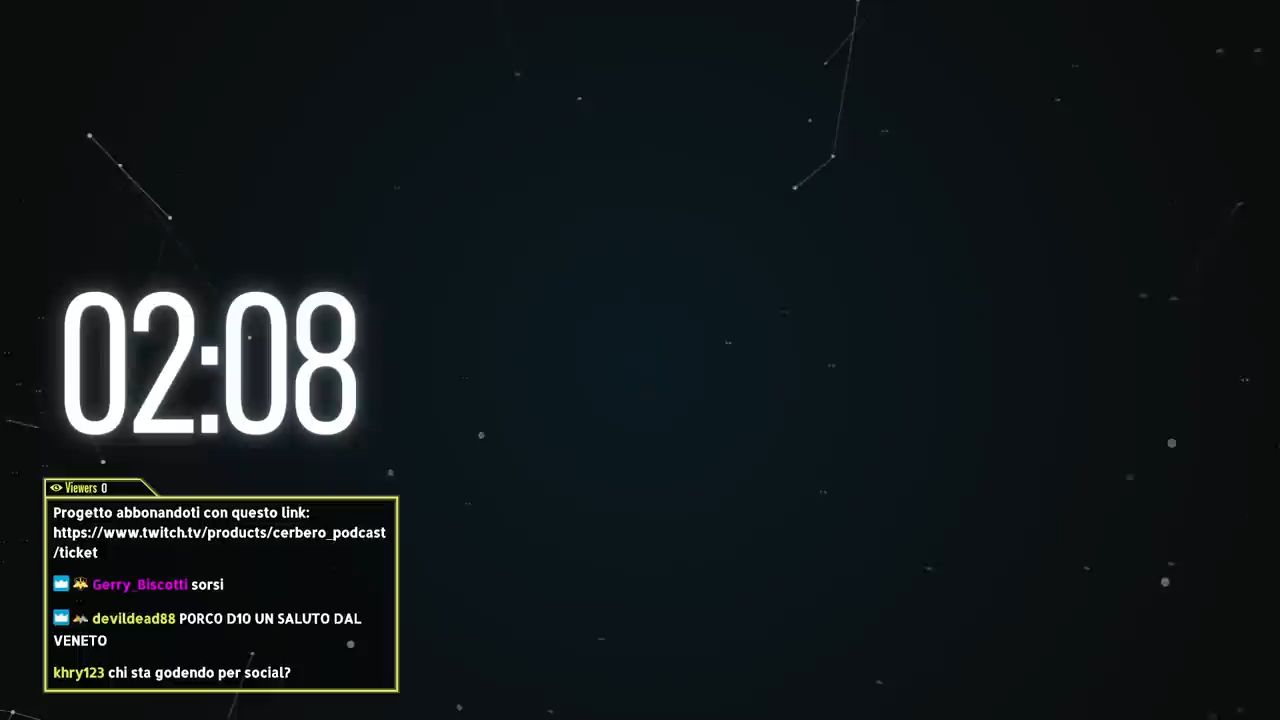 02:08
Viewers 0
Progetto abbonandoti con questo link:
https://www.twitch.tv/products/cerbero_podcast
/ticket
Gerry_Biscotti sorsi
devildead88 P0RC0 D10 UN SALUTO DAL
VENETO
khry123 chi sta godendo per social?